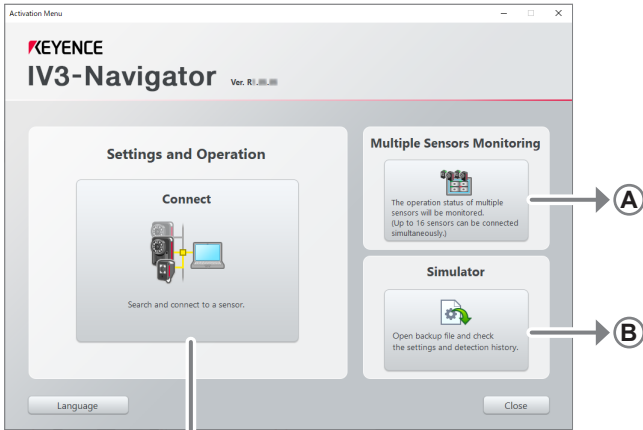 Activation Menu
KEYENCE
IV3-Navigator Ver. R
Settings and Operation
Connect
Search and connect to a sensor.
Multiple Sensors Monitoring
The operation status of multiple
sensors will be monitored.
(Up to 16 sensors can be connected
simultaneously.)
A
Simulator
Open backup file and check
the settings and detection history.
B
Language
Close